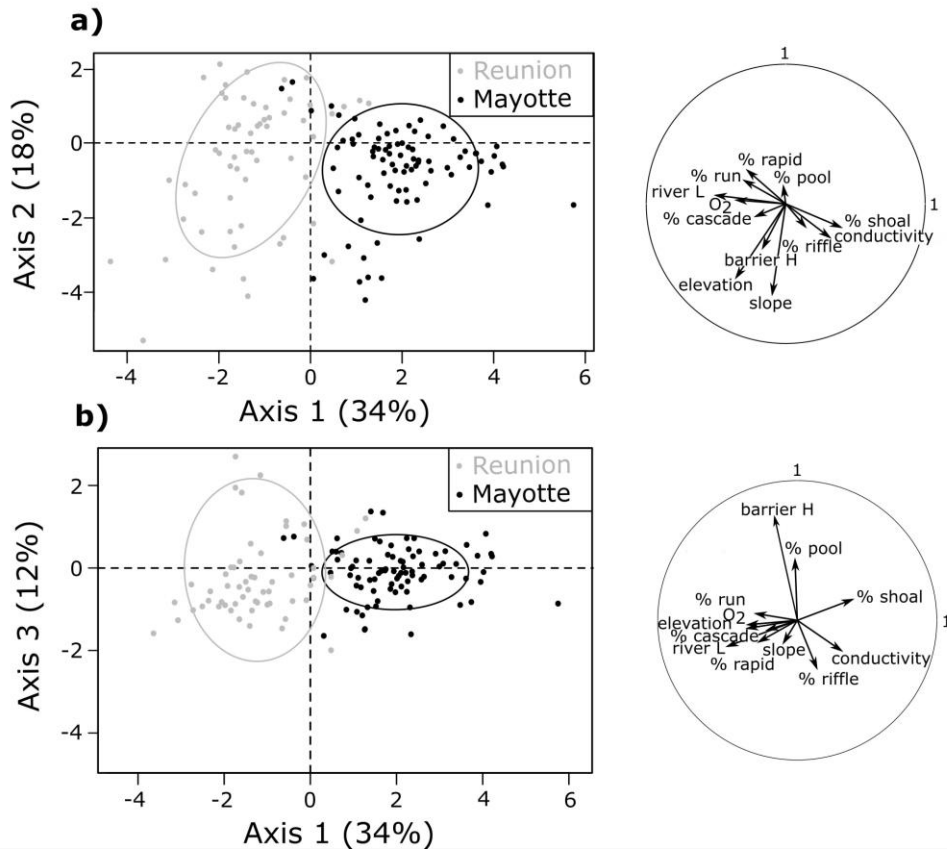 a)
Reunion
Mayotte
Axis 2 (18%)
2
0
-2
-4
-4 -2 0 2 4 6
Axis 1 (34%)
1
% rapid
% run
% pool
river L
O2
% cascade
1
% shoal
conductivity
% riffle
barrier H
elevation
slope
b)
Reunion
Mayotte
Axis 3 (12%)
2
0
-2
-4
-4 -2 0 2 4 6
Axis 1 (34%)
1
barrier H
% pool
% shoal
% run
O2
1
elevation
% cascade
river L
slope
% rapid
conductivity
% riffle